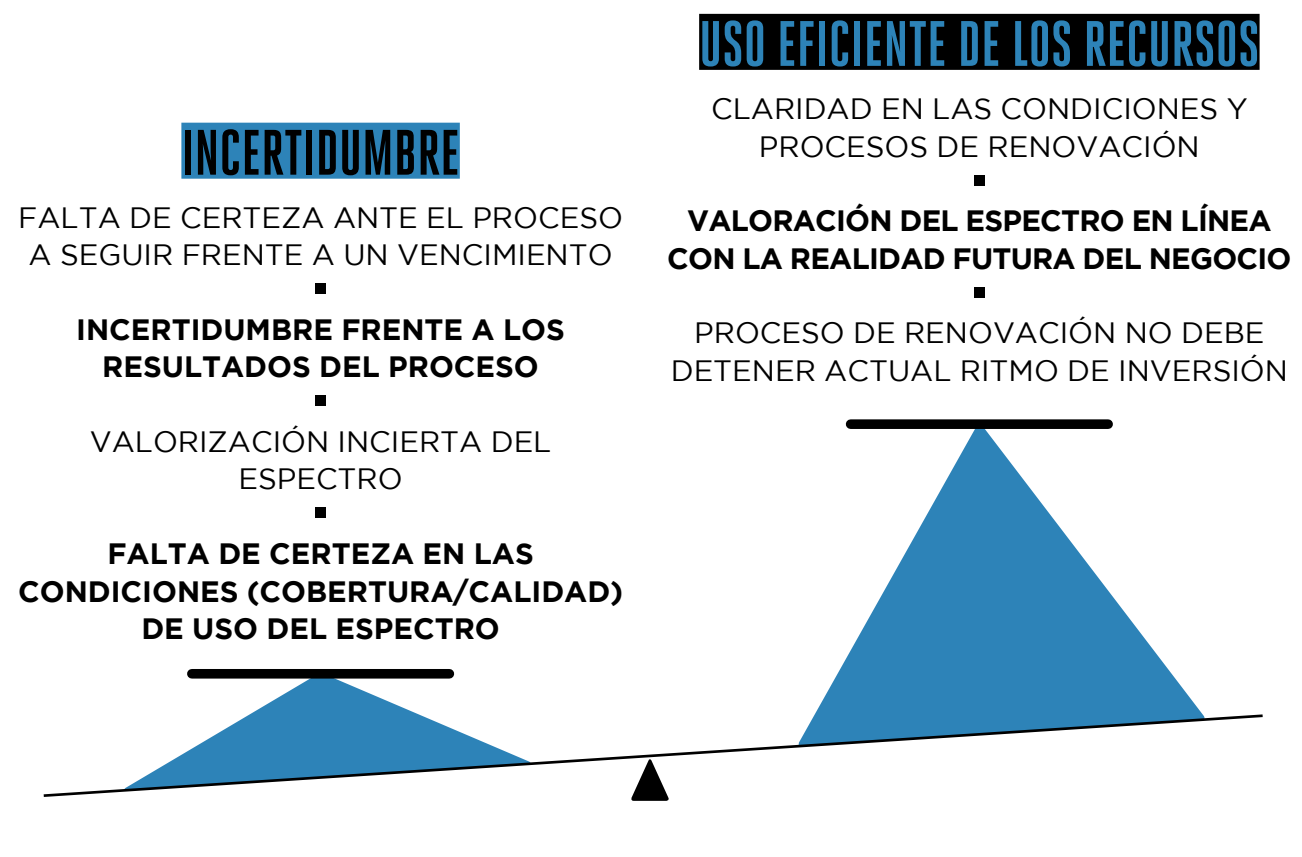 INCERTIDUMBRE
FALTA DE CERTEZA ANTE EL PROCESO
A SEGUIR FRENTE A UN VENCIMIENTO
INCERTIDUMBRE FRENTE A LOS
RESULTADOS DEL PROCESO
VALORIZACIÓN INCIERTA DEL
ESPECTRO
FALTA DE CERTEZA EN LAS
CONDICIONES (COBERTURA/CALIDAD)
DE USO DEL ESPECTRO
USO EFICIENTE DE LOS RECURSOS
CLARIDAD EN LAS CONDICIONES Y
PROCESOS DE RENOVACIÓN
VALORACIÓN DEL ESPECTRO EN LÍNEA
CON LA REALIDAD FUTURA DEL NEGOCIO
PROCESO DE RENOVACIÓN NO DEBE
DETENER ACTUAL RITMO DE INVERSIÓN